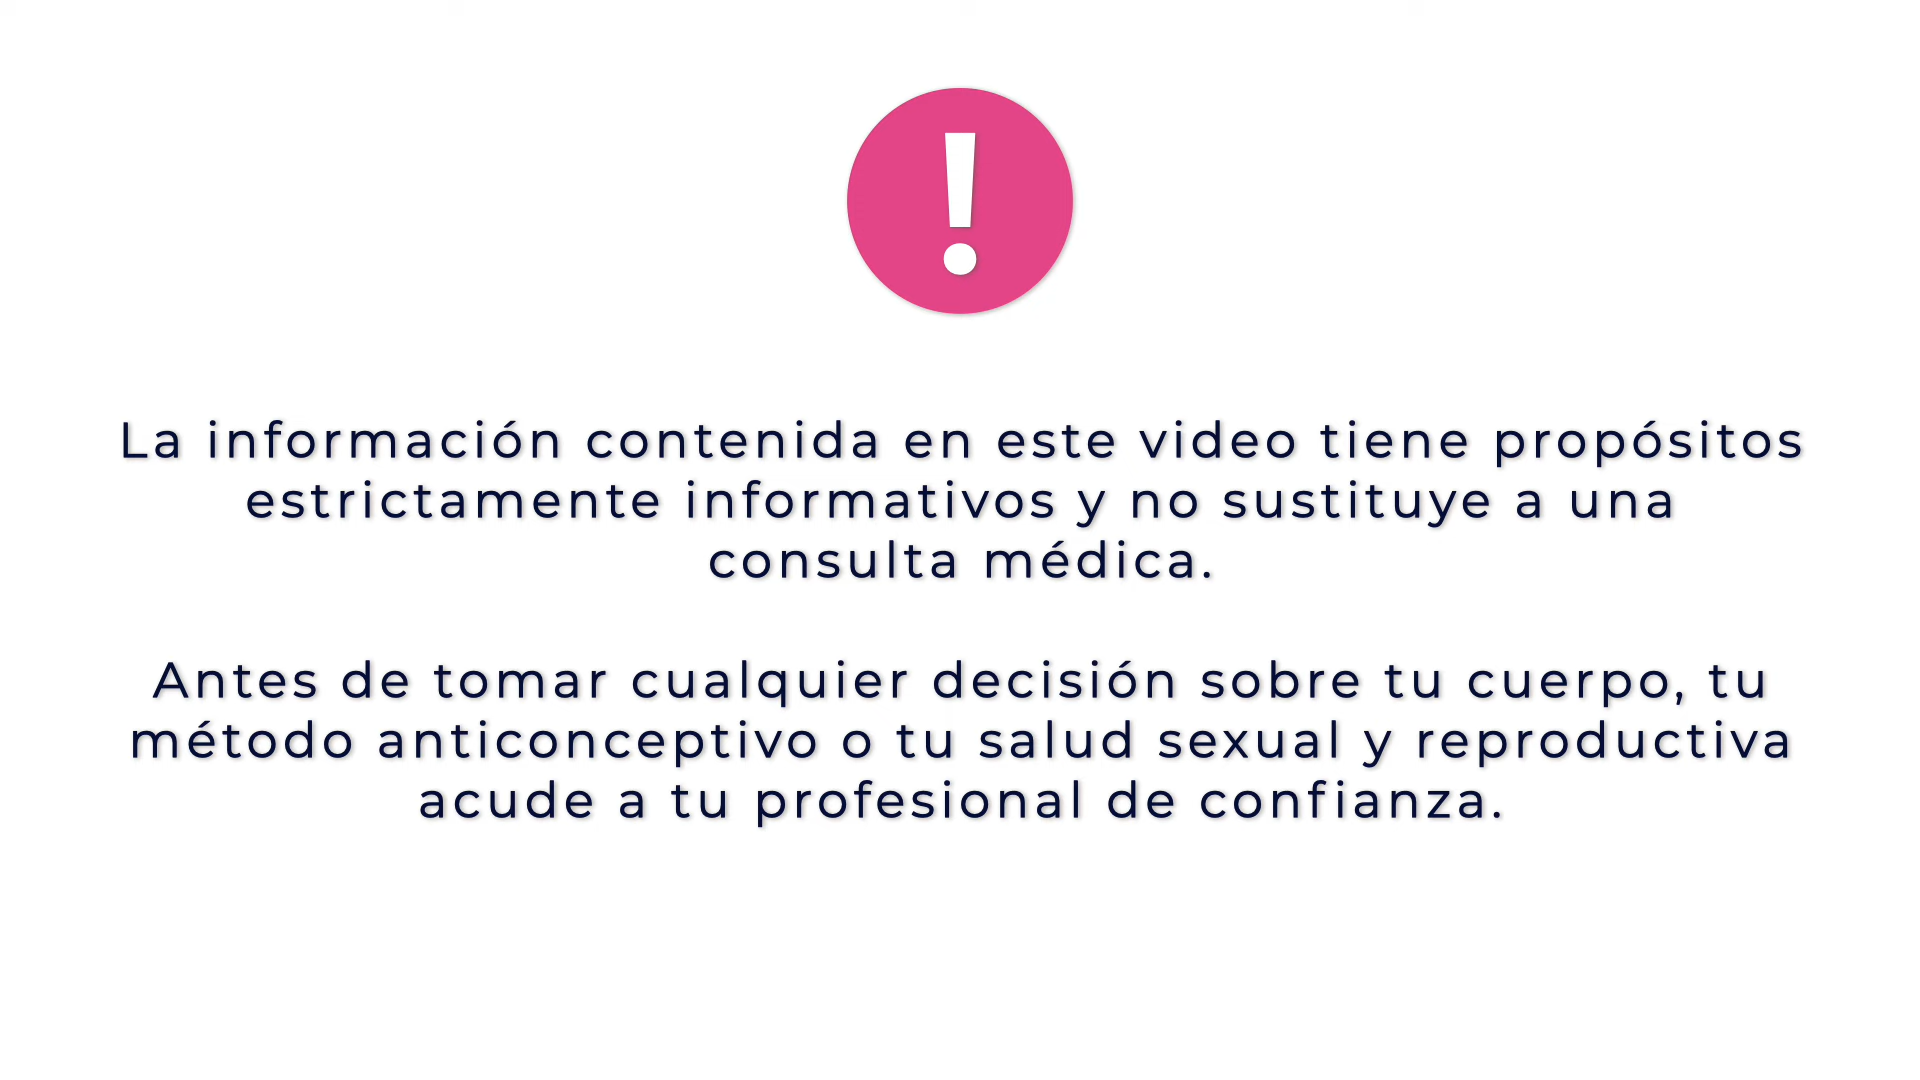 !
La información contenida en este video tiene propósitos
estrictamente informativos y no sustituye a una
consulta médica.
Antes de tomar cualquier decisión sobre tu cuerpo, tu
método anticonceptivo o tu salud sexual y reproductiva
acude a tu profesional de confianza.